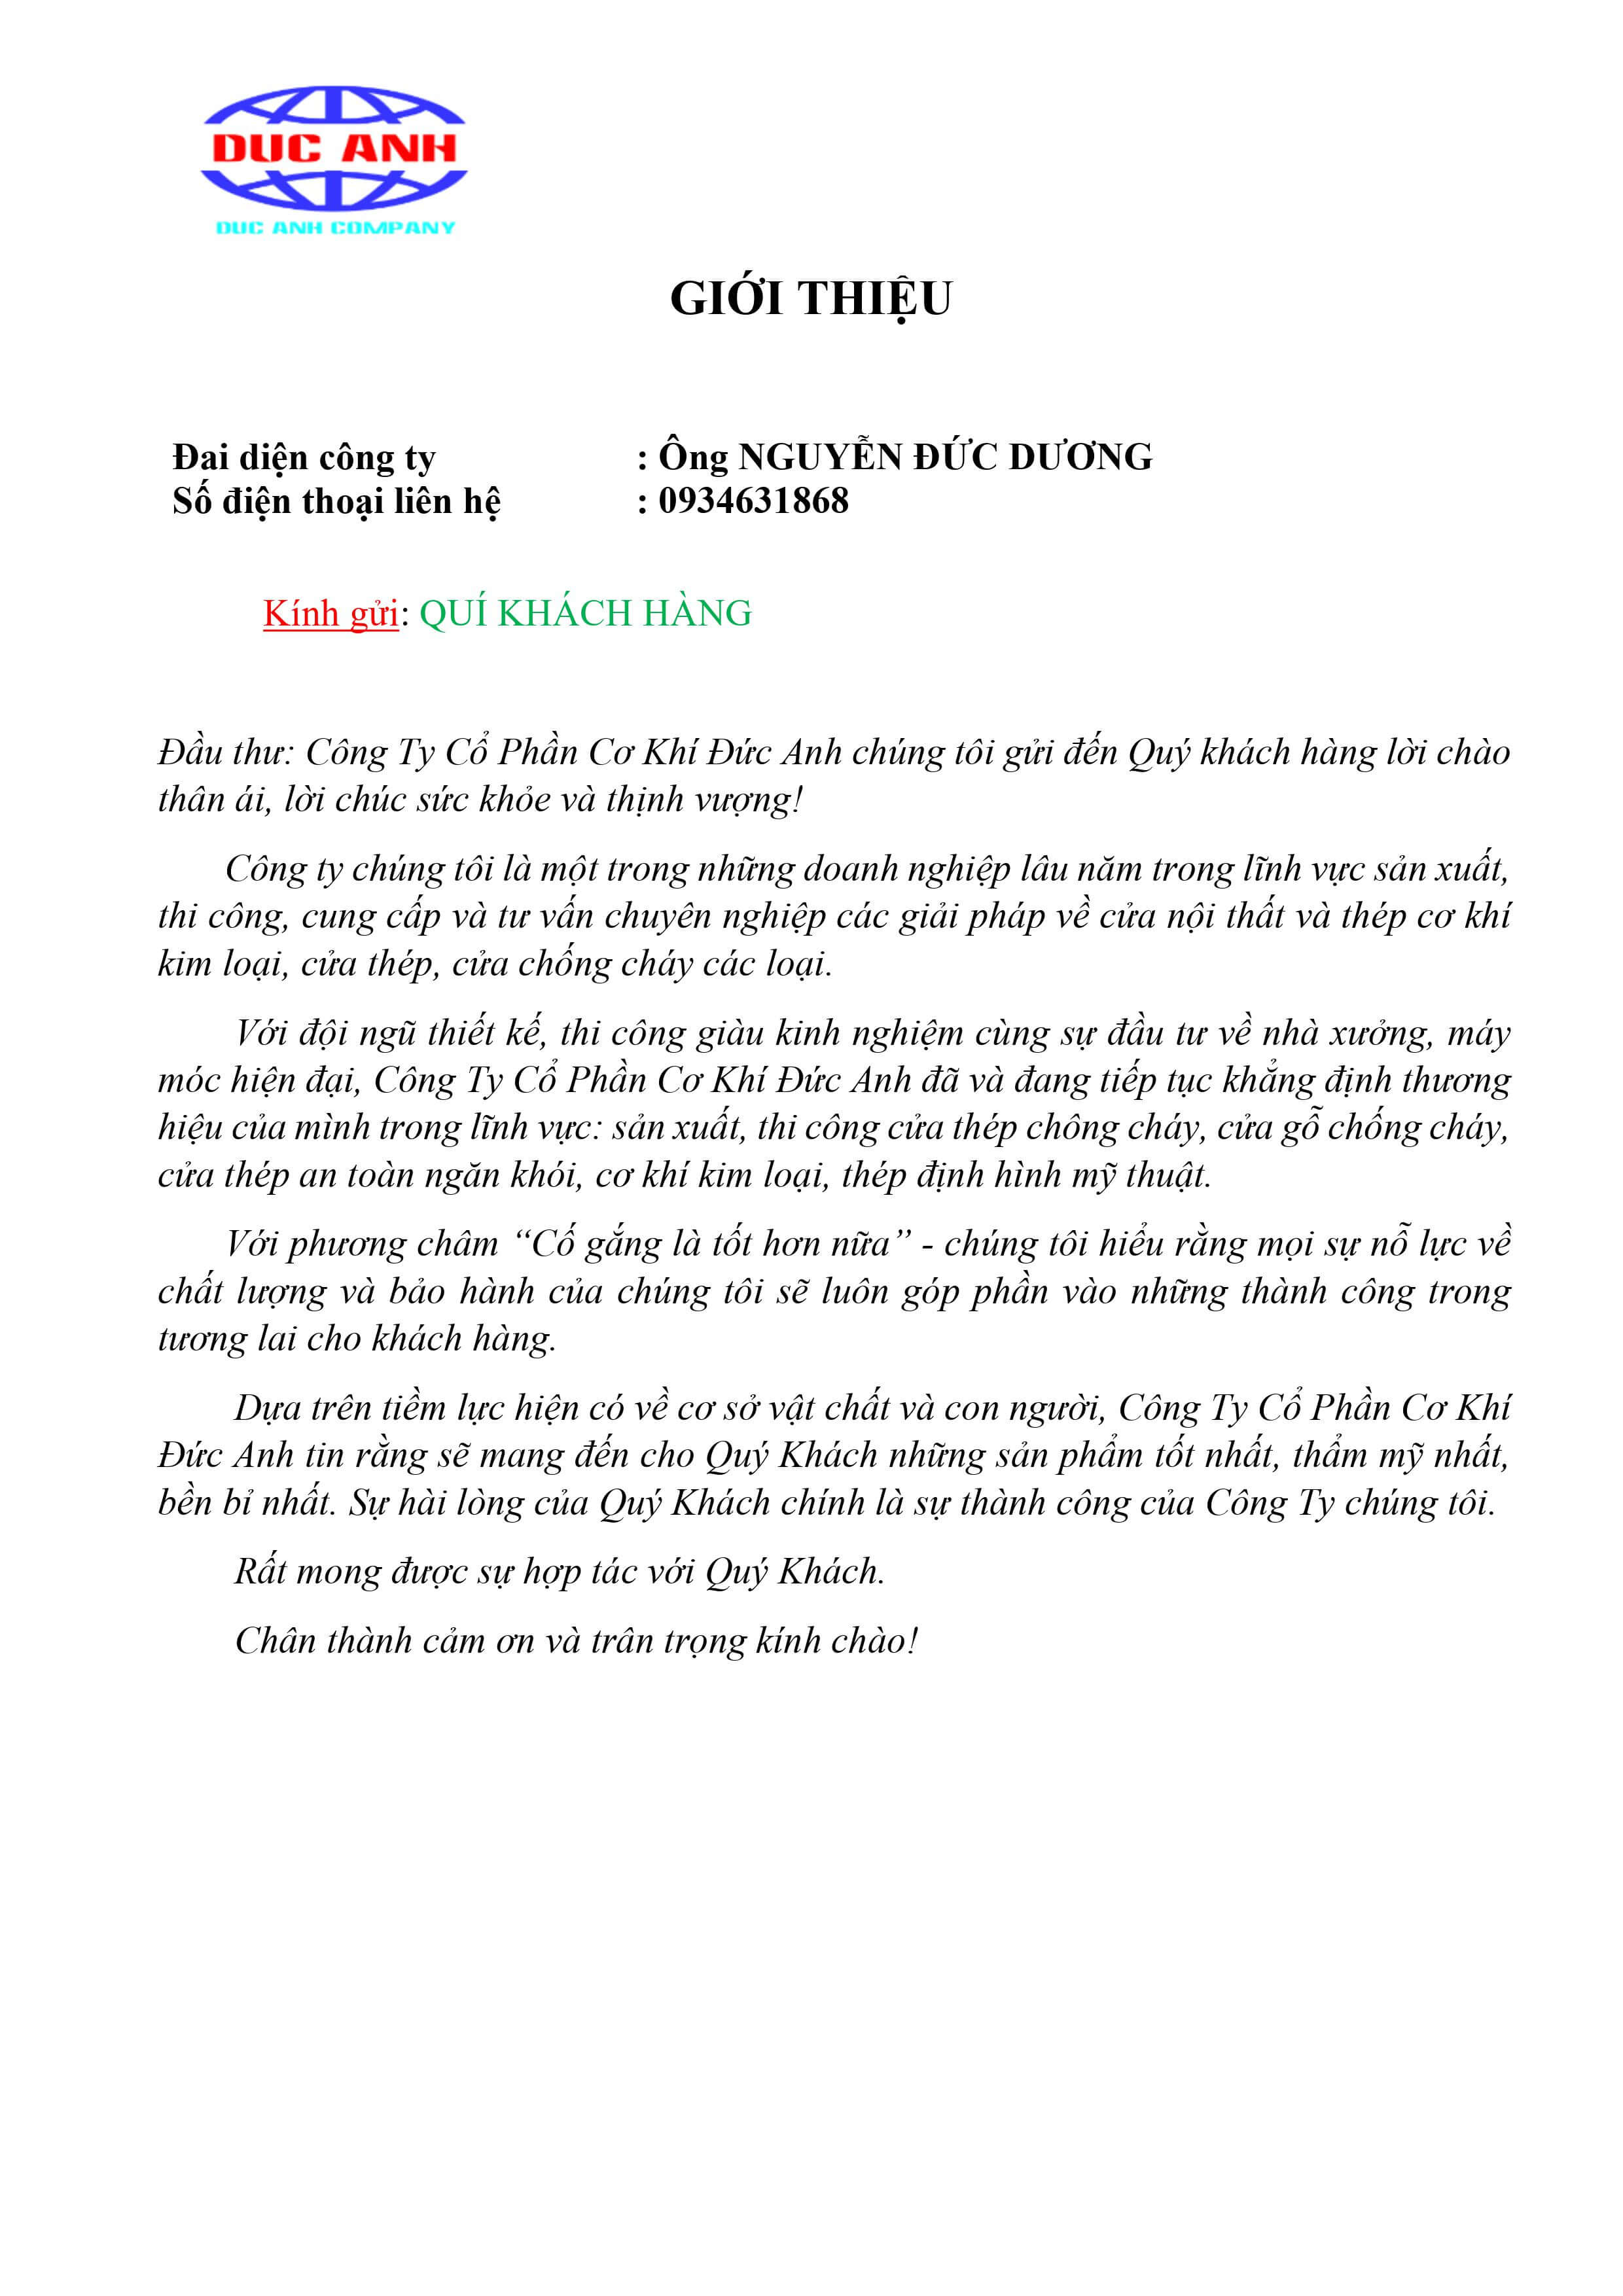 DUC ANH
DUC ANH COMPANY
GIỚI THIỆU
Đai diện công ty : Ông NGUYỄN ĐỨC DƯƠNG
Số điện thoại liên hệ : 0934631868
Kính gửi: QUÍ KHÁCH HÀNG
Đầu thư: Công Ty Cổ Phần Cơ Khí Đức Anh chúng tôi gửi đến Quý khách hàng lời chào
thân ái, lời chúc sức khỏe và thịnh vượng!
Công ty chúng tôi là một trong những doanh nghiệp lâu năm trong lĩnh vực sản xuất,
thi công, cung cấp và tư vấn chuyên nghiệp các giải pháp về cửa nội thất và thép cơ khí
kim loại, cửa thép, cửa chống cháy các loại.
Với đội ngũ thiết kế, thi công giàu kinh nghiệm cùng sự đầu tư về nhà xưởng, máy
móc hiện đại, Công Ty Cổ Phần Cơ Khí Đức Anh đã và đang tiếp tục khẳng định thương
hiệu của mình trong lĩnh vực: sản xuất, thi công cửa thép chông cháy, cửa gỗ chống cháy,
cửa thép an toàn ngăn khói, cơ khí kim loại, thép định hình mỹ thuật.
Với phương châm “Cố gắng là tốt hơn nữa” - chúng tôi hiểu rằng mọi sự nỗ lực về
chất lượng và bảo hành của chúng tôi sẽ luôn góp phần vào những thành công trong
tương lai cho khách hàng.
Dựa trên tiềm lực hiện có về cơ sở vật chất và con người, Công Ty Cổ Phần Cơ Khí
Đức Anh tin rằng sẽ mang đến cho Quý Khách những sản phẩm tốt nhất, thẩm mỹ nhất,
bền bỉ nhất. Sự hài lòng của Quý Khách chính là sự thành công của Công Ty chúng tôi.
Rất mong được sự hợp tác với Quý Khách.
Chân thành cảm ơn và trân trọng kính chào!